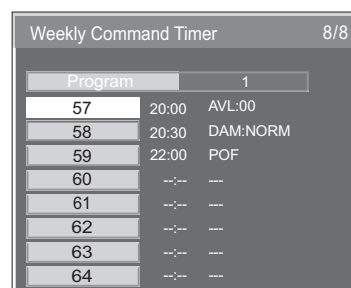 Weekly Command Timer 8/8
Program 1
57 20:00 AVL:00
58 20:30 DAM:NORM
59 22:00 POF
60 --:-- ---
61 --:-- ---
62 --:-- ---
63 --:-- ---
64 --:-- ---